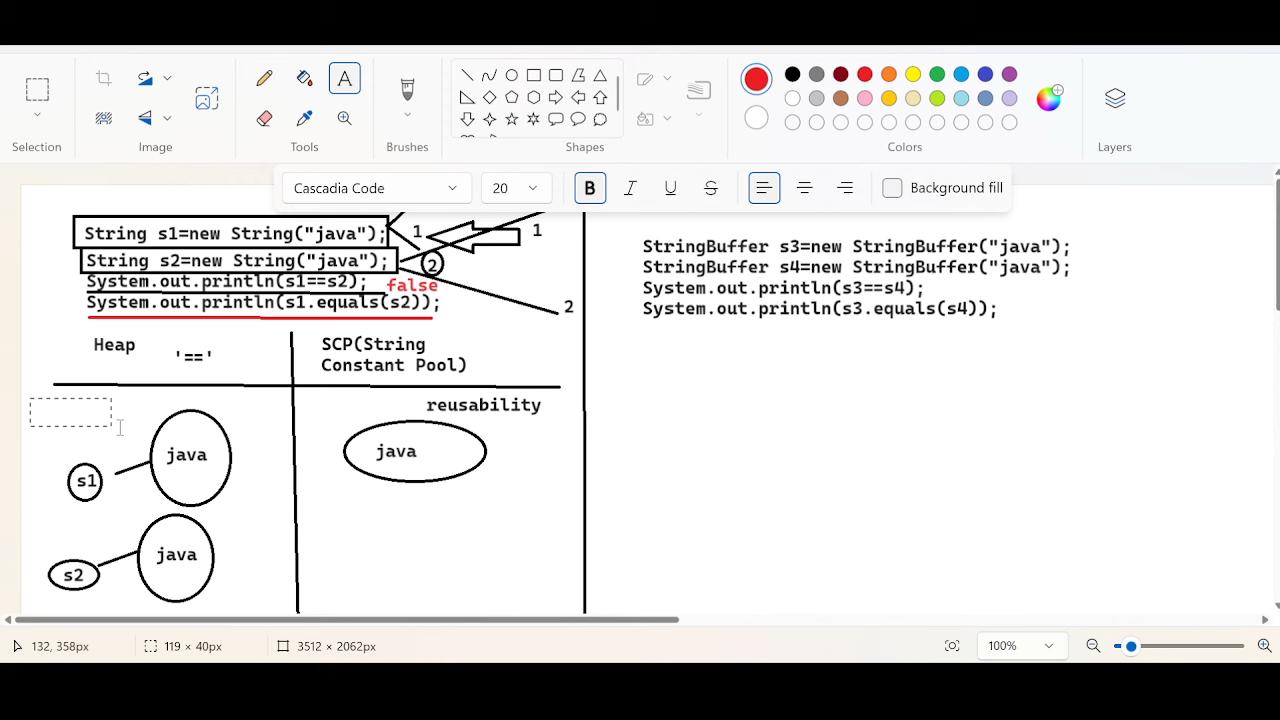 Selection
Image
A
Tools
Brushes
Shapes
Colors
Layers
Cascadia Code
20
B
I
U
S
Background fill
String s1=new String("java");
1
1
String s2=new String("java");
2
System.out.println(s1==s2);
false
System.out.println(s1.equals(s2));
2
StringBuffer s3=new StringBuffer("java");
StringBuffer s4=new StringBuffer("java");
System.out.println(s3==s4);
System.out.println(s3.equals(s4));
Heap
'=='
SCP(String
Constant Pool)
reusability
java
java
s1
java
s2
132, 358px
119 × 40px
3512 × 2062px
100%